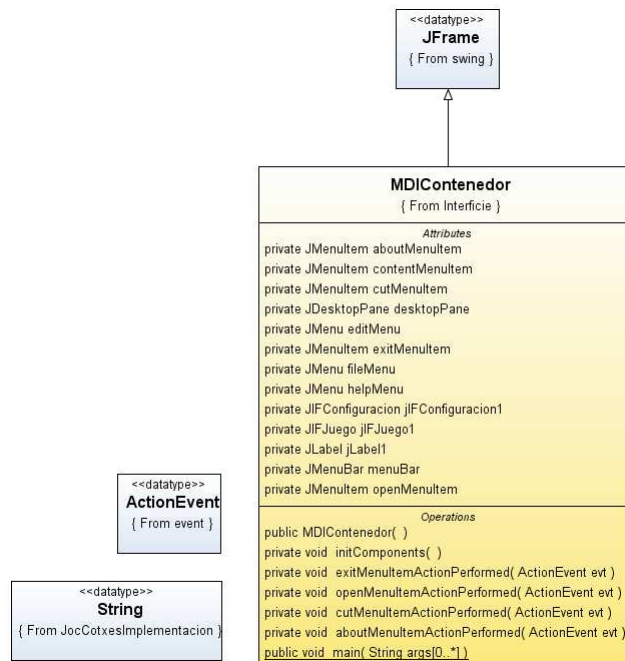 <<datatype>>
JFrame
{ From swing }
MDIContenedor
{ From Interficie }
Attributes
private JMenuItem aboutMenuItem
private JMenuItem contentMenuItem
private JMenuItem cutMenuItem
private JDesktopPane desktopPane
private JMenu editMenu
private JMenuItem exitMenuItem
private JMenu fileMenu
private JMenu helpMenu
private JIFConfiguracion jIFConfiguracion1
private JIFJuego jIFJuego1
private JLabel jLabel1
private JMenuBar menuBar
private JMenuItem openMenuItem
Operations
public MDIContenedor( )
private void initComponents( )
private void exitMenuItemActionPerformed( ActionEvent evt )
private void openMenuItemActionPerformed( ActionEvent evt )
private void cutMenuItemActionPerformed( ActionEvent evt )
private void aboutMenuItemActionPerformed( ActionEvent evt )
public void main( String args[0..*] )
<<datatype>>
ActionEvent
{ From event }
<<datatype>>
String
{ From JocCotxesImplementacion }